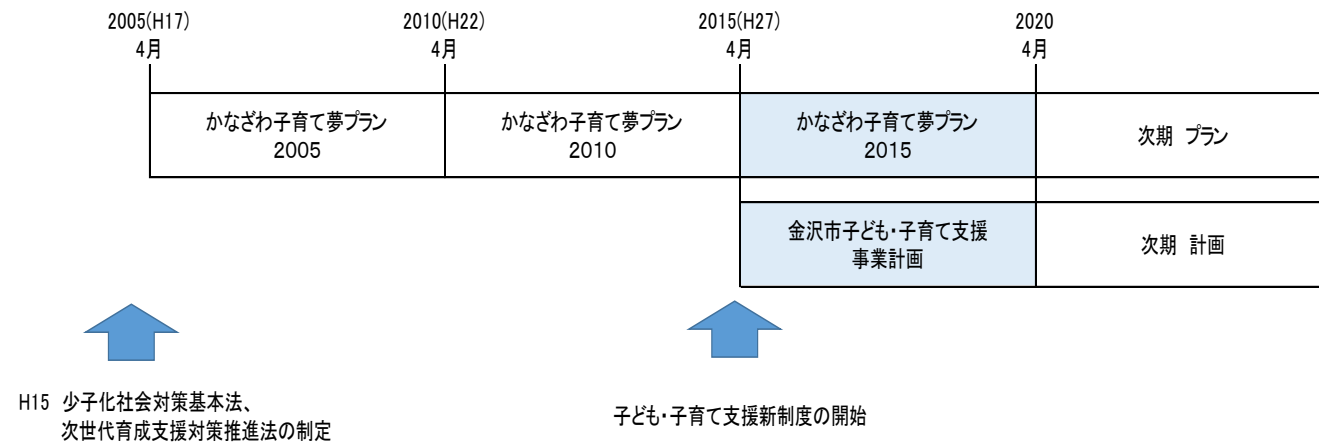 2005(H17)
4月
2010(H22)
4月
2015(H27)
4月
2020
4月
かなざわ子育て夢プラン
2005
かなざわ子育て夢プラン
2010
かなざわ子育て夢プラン
2015
次期 プラン
金沢市子ども・子育て支援
事業計画
次期 計画
H15 少子化社会対策基本法、
次世代育成支援対策推進法の制定
子ども・子育て支援新制度の開始